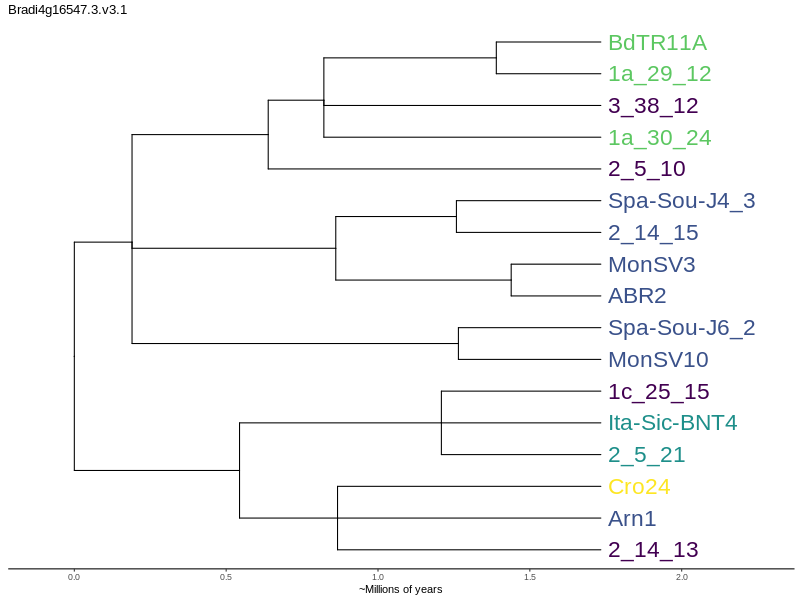 Bradi4g16547.3.v3.1
BdTR11A
1a_29_12
3_38_12
1a_30_24
2_5_10
Spa-Sou-J4_3
2_14_15
MonSV3
ABR2
Spa-Sou-J6_2
MonSV10
1c_25_15
Ita-Sic-BNT4
2_5_21
Cro24
Arn1
2_14_13
0.0 0.5 1.0 1.5 2.0
~Millions of years